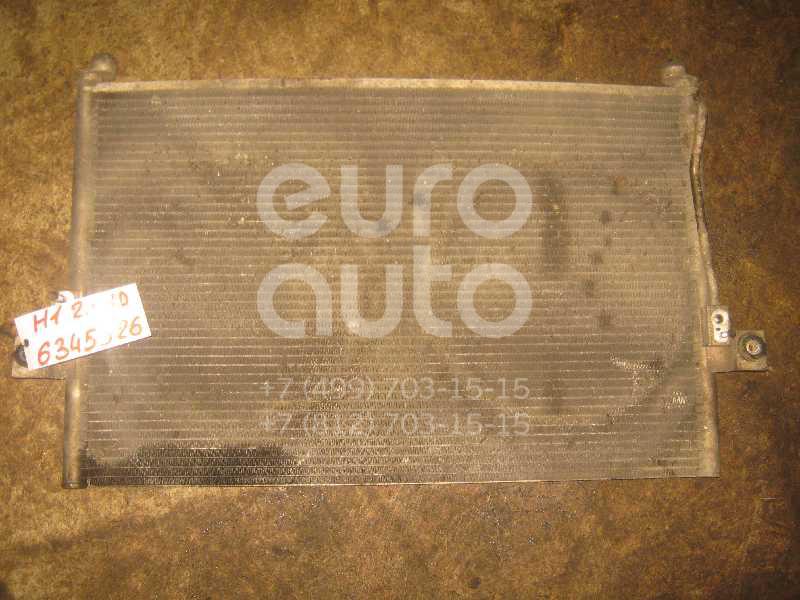 euro
auto
+7 (499) 703-15-15
+7 (812) 703-15-15
H1